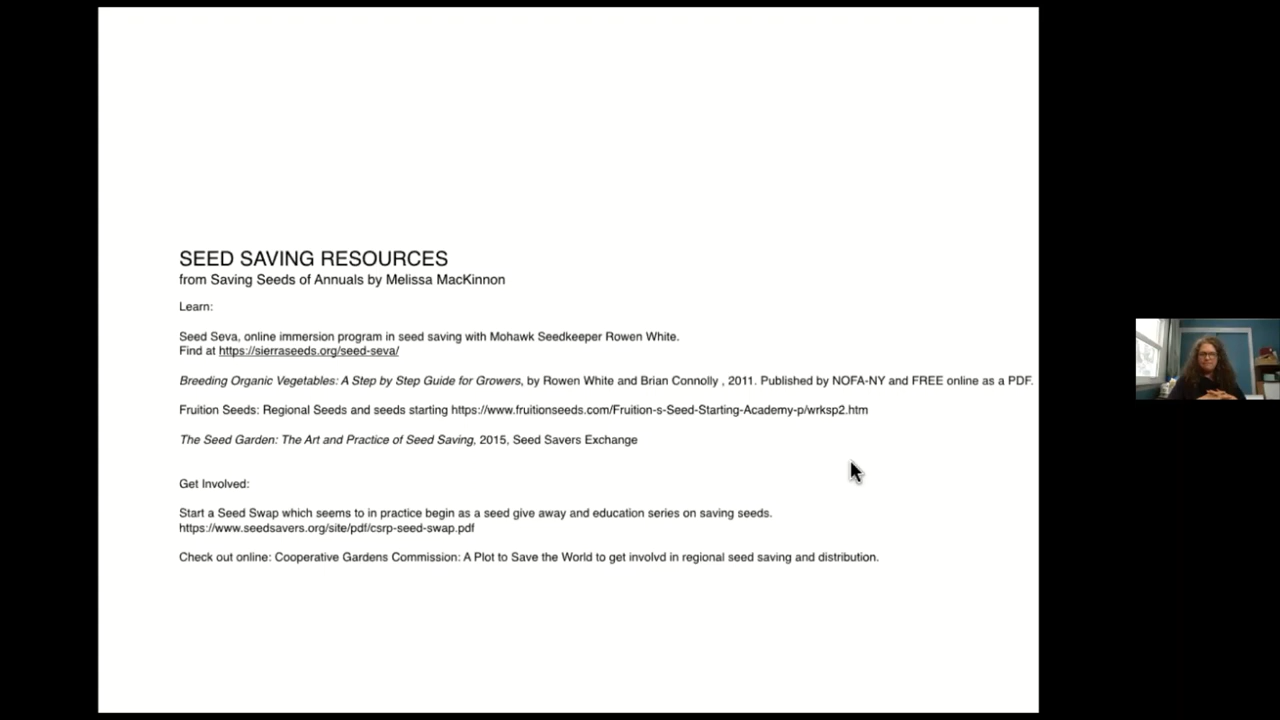 SEED SAVING RESOURCES
from Saving Seeds of Annuals by Melissa MacKinnon
Learn:
Seed Seva, online immersion program in seed saving with Mohawk Seedkeeper Rowen White.
Find at https://sierraseeds.org/seed-seva/
Breeding Organic Vegetables: A Step by Step Guide for Growers, by Rowen White and Brian Connolly , 2011. Published by NOFA-NY and FREE online as a PDF.
Fruition Seeds: Regional Seeds and seeds starting https://www.fruitionseeds.com/Fruition-s-Seed-Starting-Academy-p/wrksp2.htm
The Seed Garden: The Art and Practice of Seed Saving, 2015, Seed Savers Exchange
Get Involved:
Start a Seed Swap which seems to in practice begin as a seed give away and education series on saving seeds.
https://www.seedsavers.org/site/pdf/csrp-seed-swap.pdf
Check out online: Cooperative Gardens Commission: A Plot to Save the World to get involvd in regional seed saving and distribution.